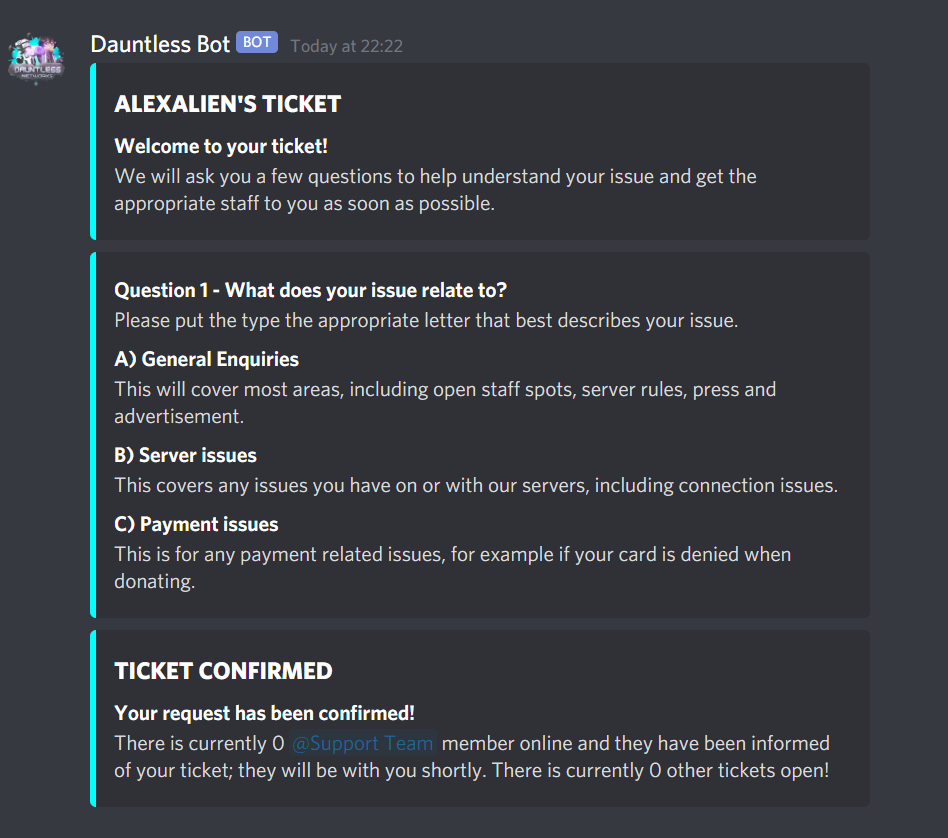 Dauntless Bot BOT Today at 22:22
DAUNTLESS
NETWORKS
ALEXALIEN'S TICKET
Welcome to your ticket!
We will ask you a few questions to help understand your issue and get the
appropriate staff to you as soon as possible.
Question 1 - What does your issue relate to?
Please put the type the appropriate letter that best describes your issue.
A) General Enquiries
This will cover most areas, including open staff spots, server rules, press and
advertisement.
B) Server issues
This covers any issues you have on or with our servers, including connection issues.
C) Payment issues
This is for any payment related issues, for example if your card is denied when
donating.
TICKET CONFIRMED
Your request has been confirmed!
There is currently 0 @Support Team member online and they have been informed
of your ticket; they will be with you shortly. There is currently 0 other tickets open!